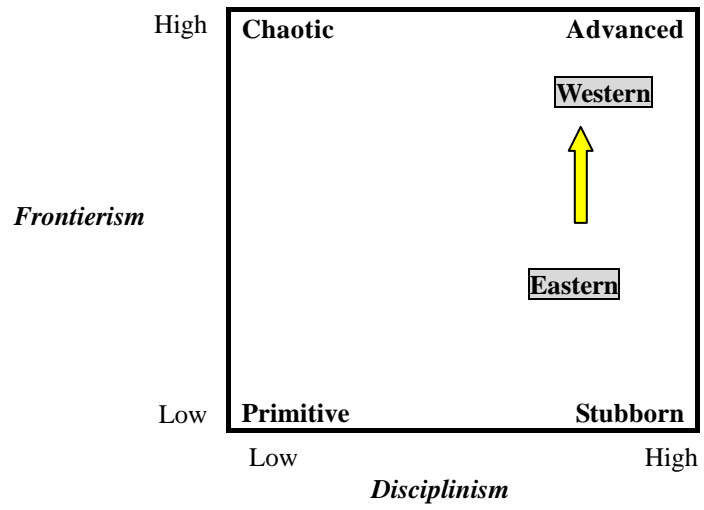 High
Chaotic
Advanced
Western
Frontierism
Eastern
Low
Primitive
Stubborn
Low
High
Disciplinism